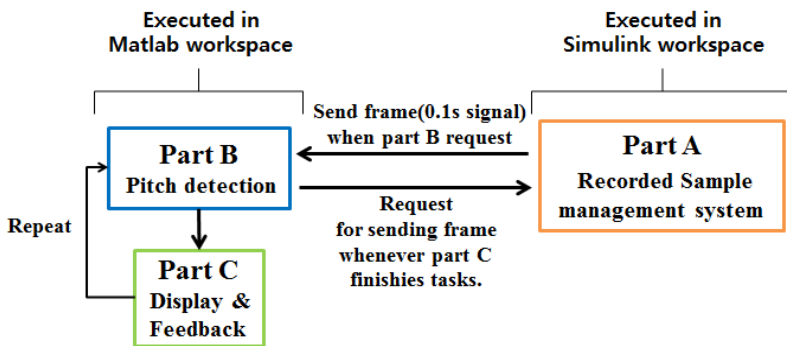 Executed in
Matlab workspace
Executed in
Simulink workspace
Send frame(0.1s signal)
when part B request
Part B
Pitch detection
Part A
Recorded Sample
management system
Repeat
Request
for sending frame
whenever part C
finishies tasks.
Part C
Display &
Feedback